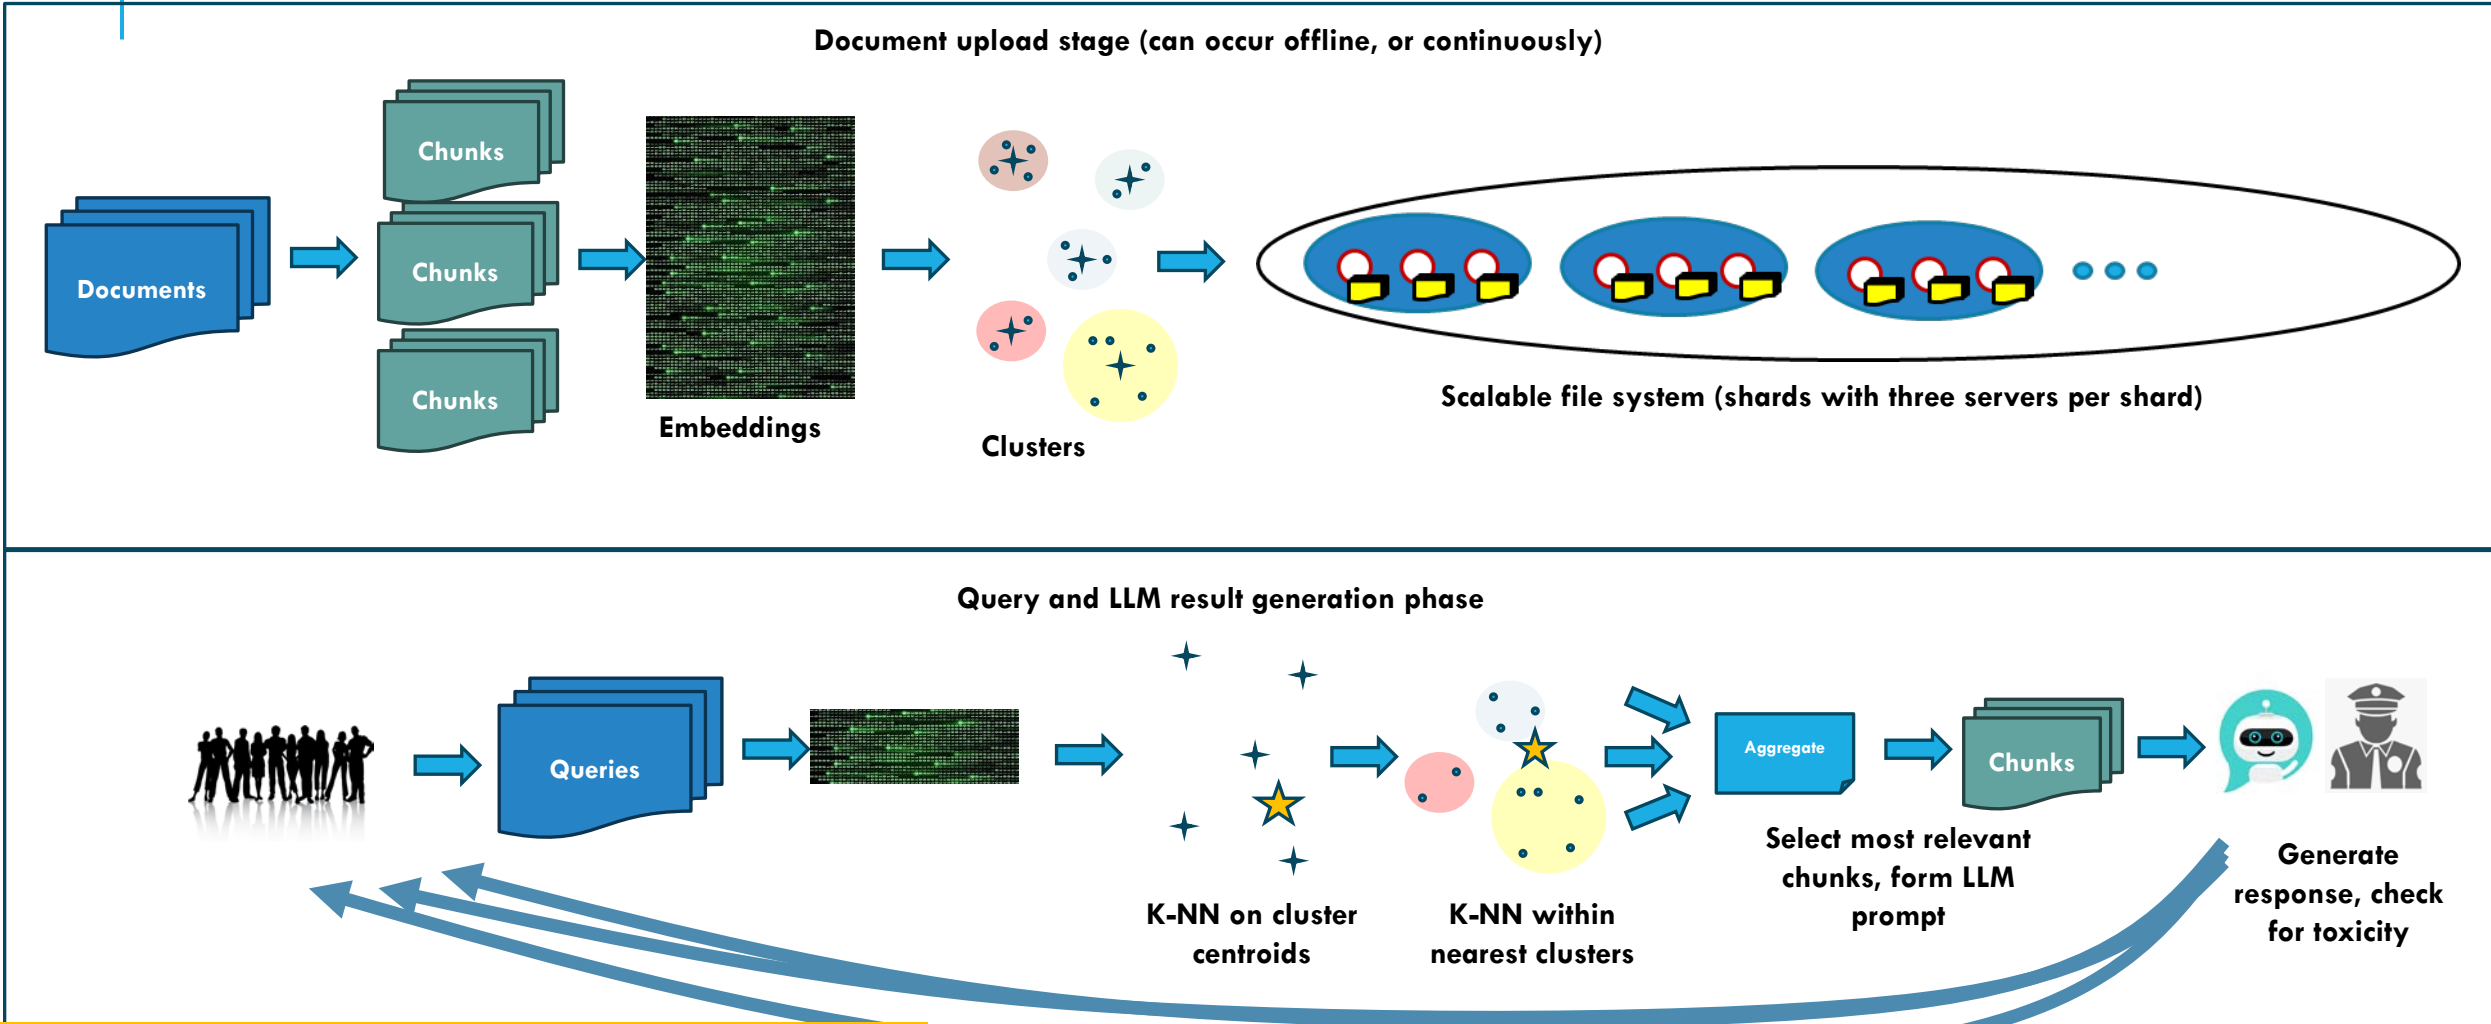 Document upload stage (can occur offline, or continuously)
Chunks
Chunks
Chunks
Documents
Embeddings
Clusters
Scalable file system (shards with three servers per shard)
Query and LLM result generation phase
Queries
K-NN on cluster
centroids
K-NN within
nearest clusters
Aggregate
Select most relevant
chunks, form LLM
prompt
Chunks
Generate
response, check
for toxicity